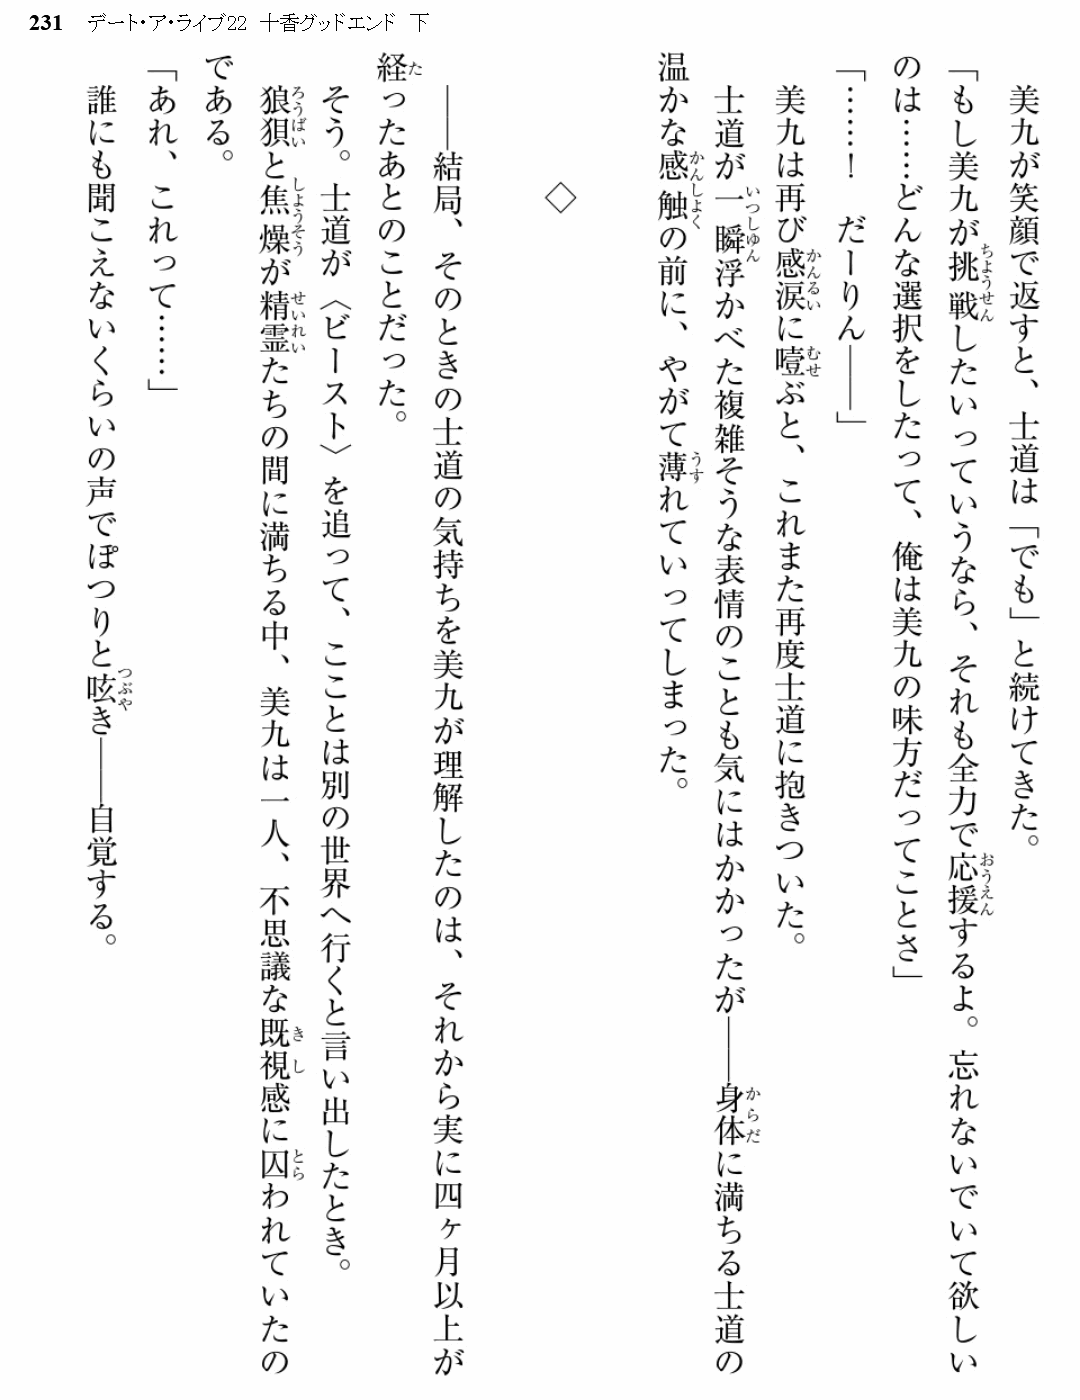 231 デート・ア・ライブ22 十香グッドエンド 下
美九が笑顔で返すと、士道は「でも」と続けてきた。
「もし美九が挑戦したいっていうなら、それも全力で応援するよ。忘れないでいて欲しい
のは……どんな選択をしたって、俺は美九の味方だってことさ」
「……！　だーりん――」
美九は再び感涙に噎ぶと、これまた再度士道に抱きついた。
士道が一瞬浮かべた複雑そうな表情のことも気にはかかったが――身体に満ちる士道の
温かな感触の前に、やがて薄れていってしまった。
◇
――結局、そのときの士道の気持ちを美九が理解したのは、それから実に四ヶ月以上が
経ったあとのことだった。
そう。士道が〈ビースト〉を追って、こことは別の世界へ行くと言い出したとき。
狼狽と焦燥が精霊たちの間に満ちる中、美九は一人、不思議な既視感に囚われていたの
である。
「あれ、これって……」
誰にも聞こえないくらいの声でぽつりと呟き――自覚する。